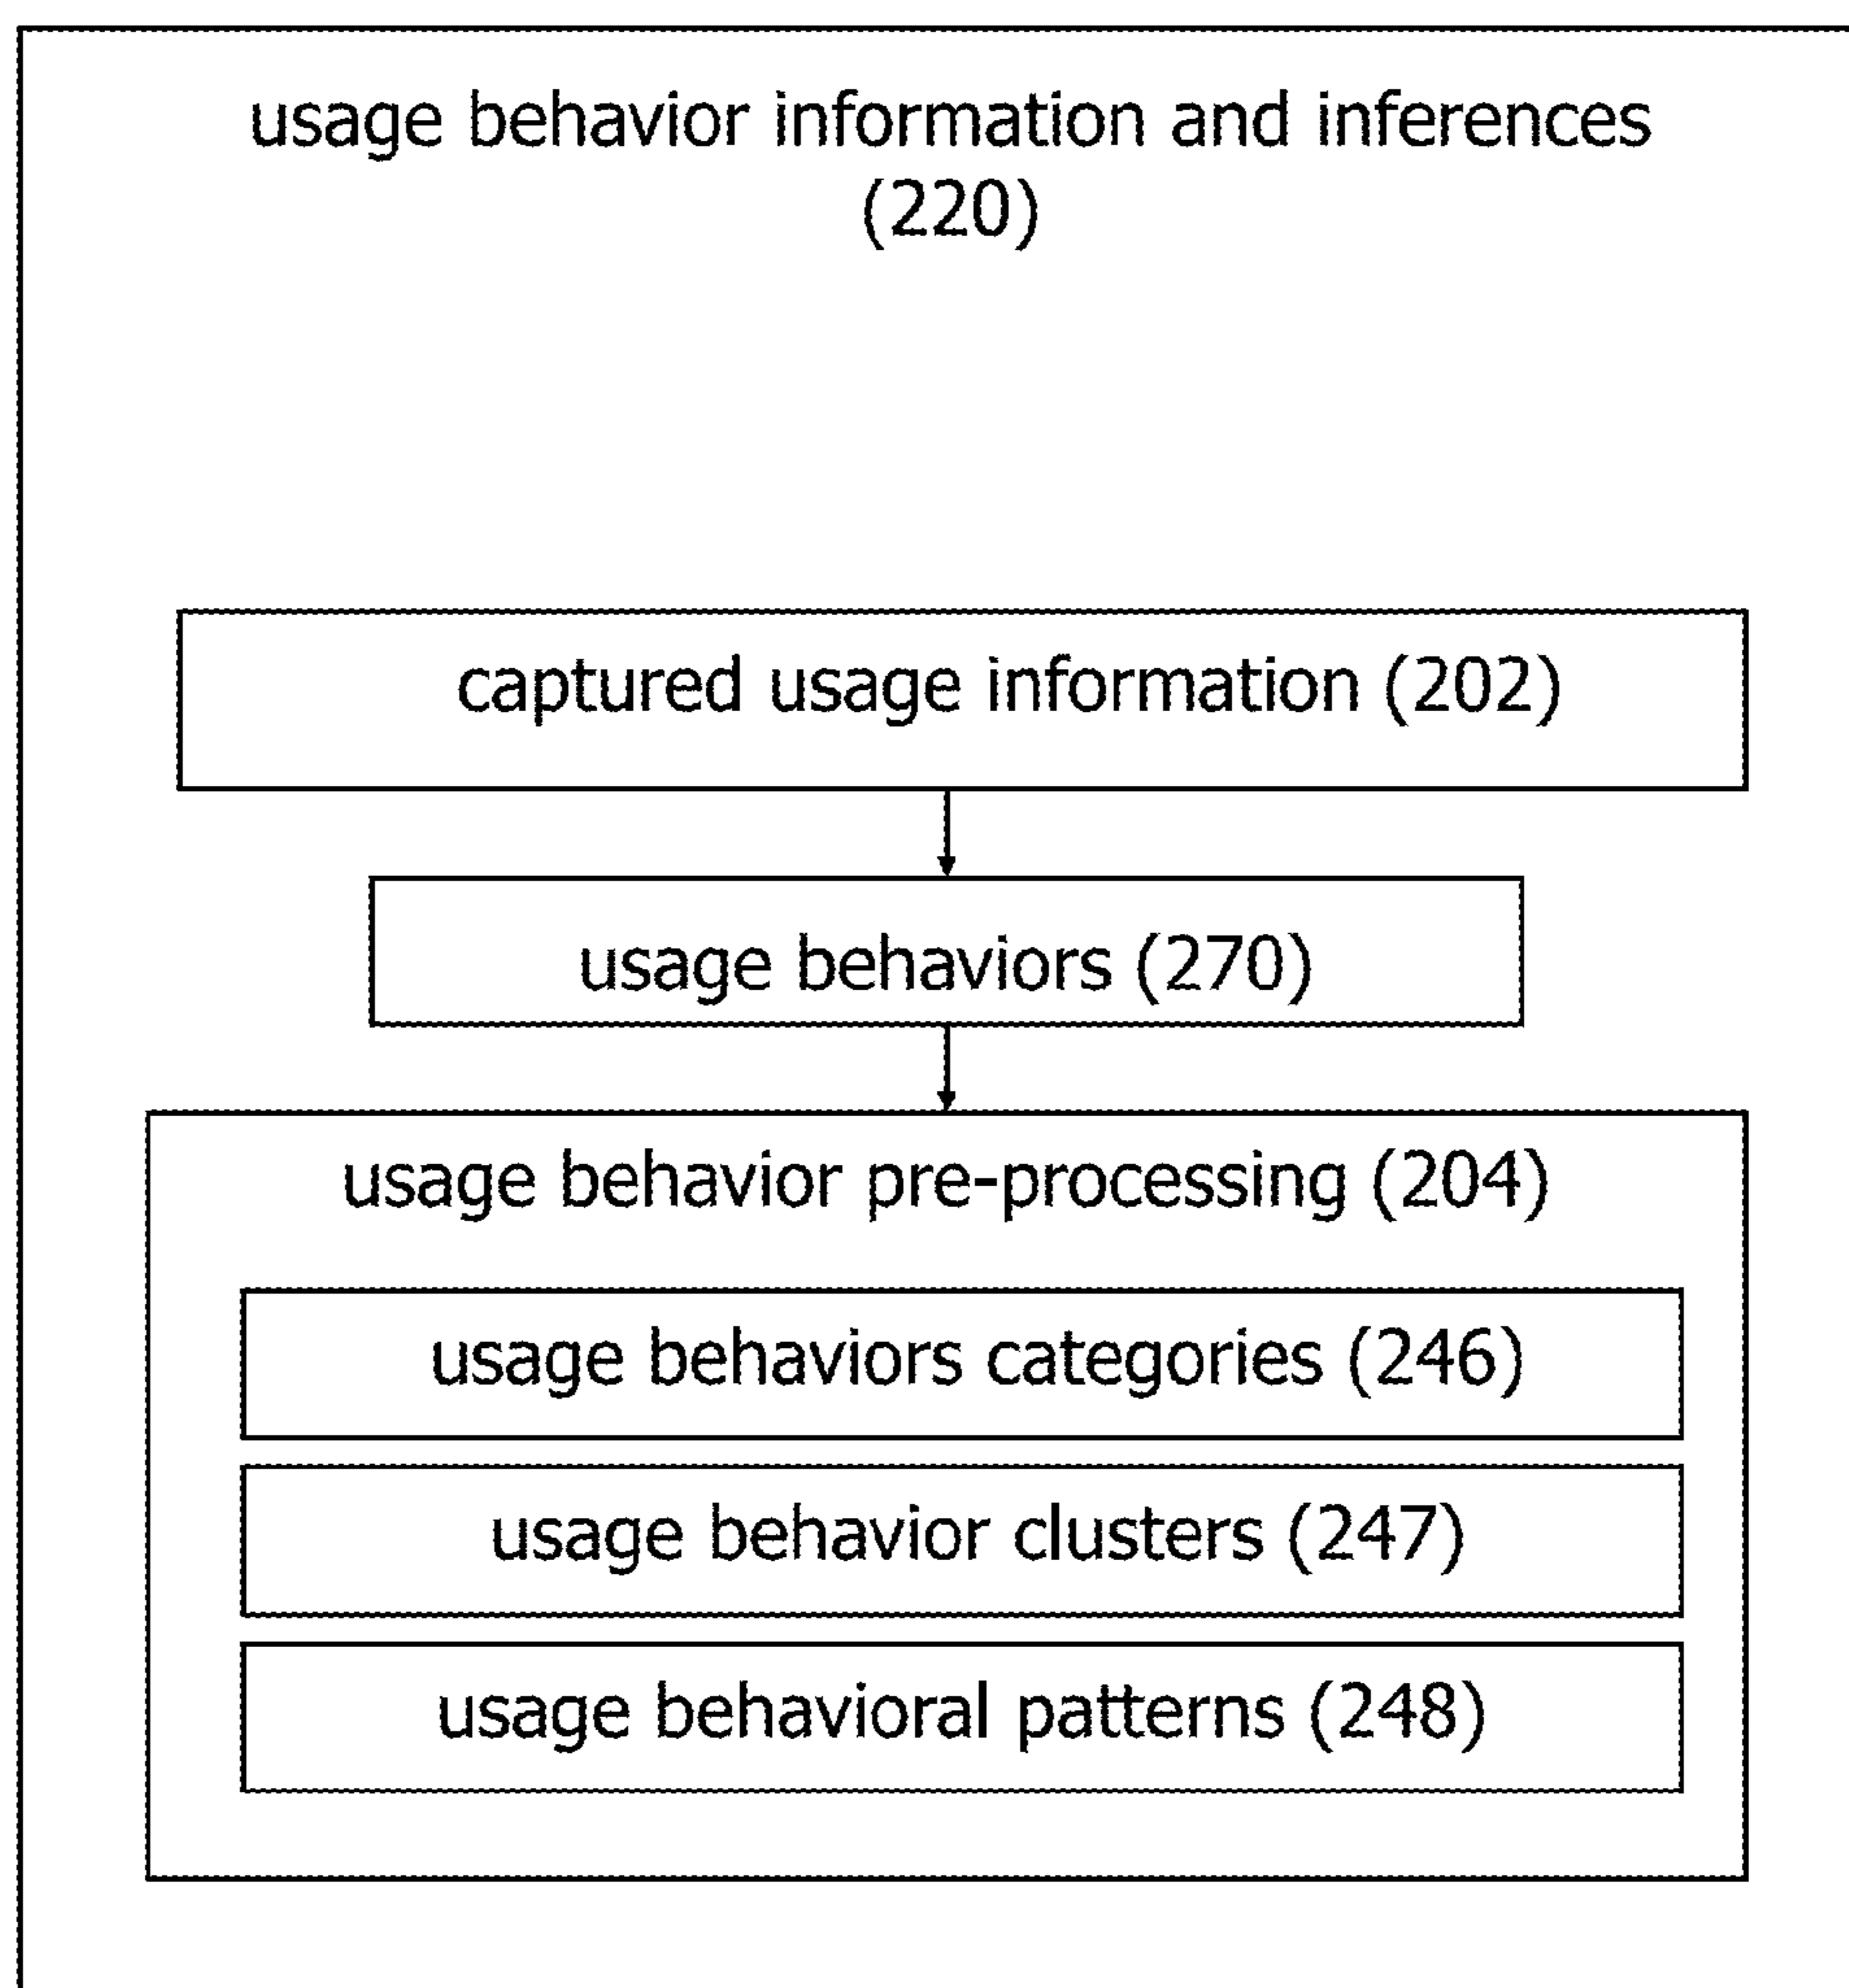 usage behavior information and inferences
(220)
captured usage information (202)
usage behaviors (270)
usage behavior pre-processing (204)
usage behaviors categories (246)
usage behavior clusters (247)
usage behavioral patterns (248)